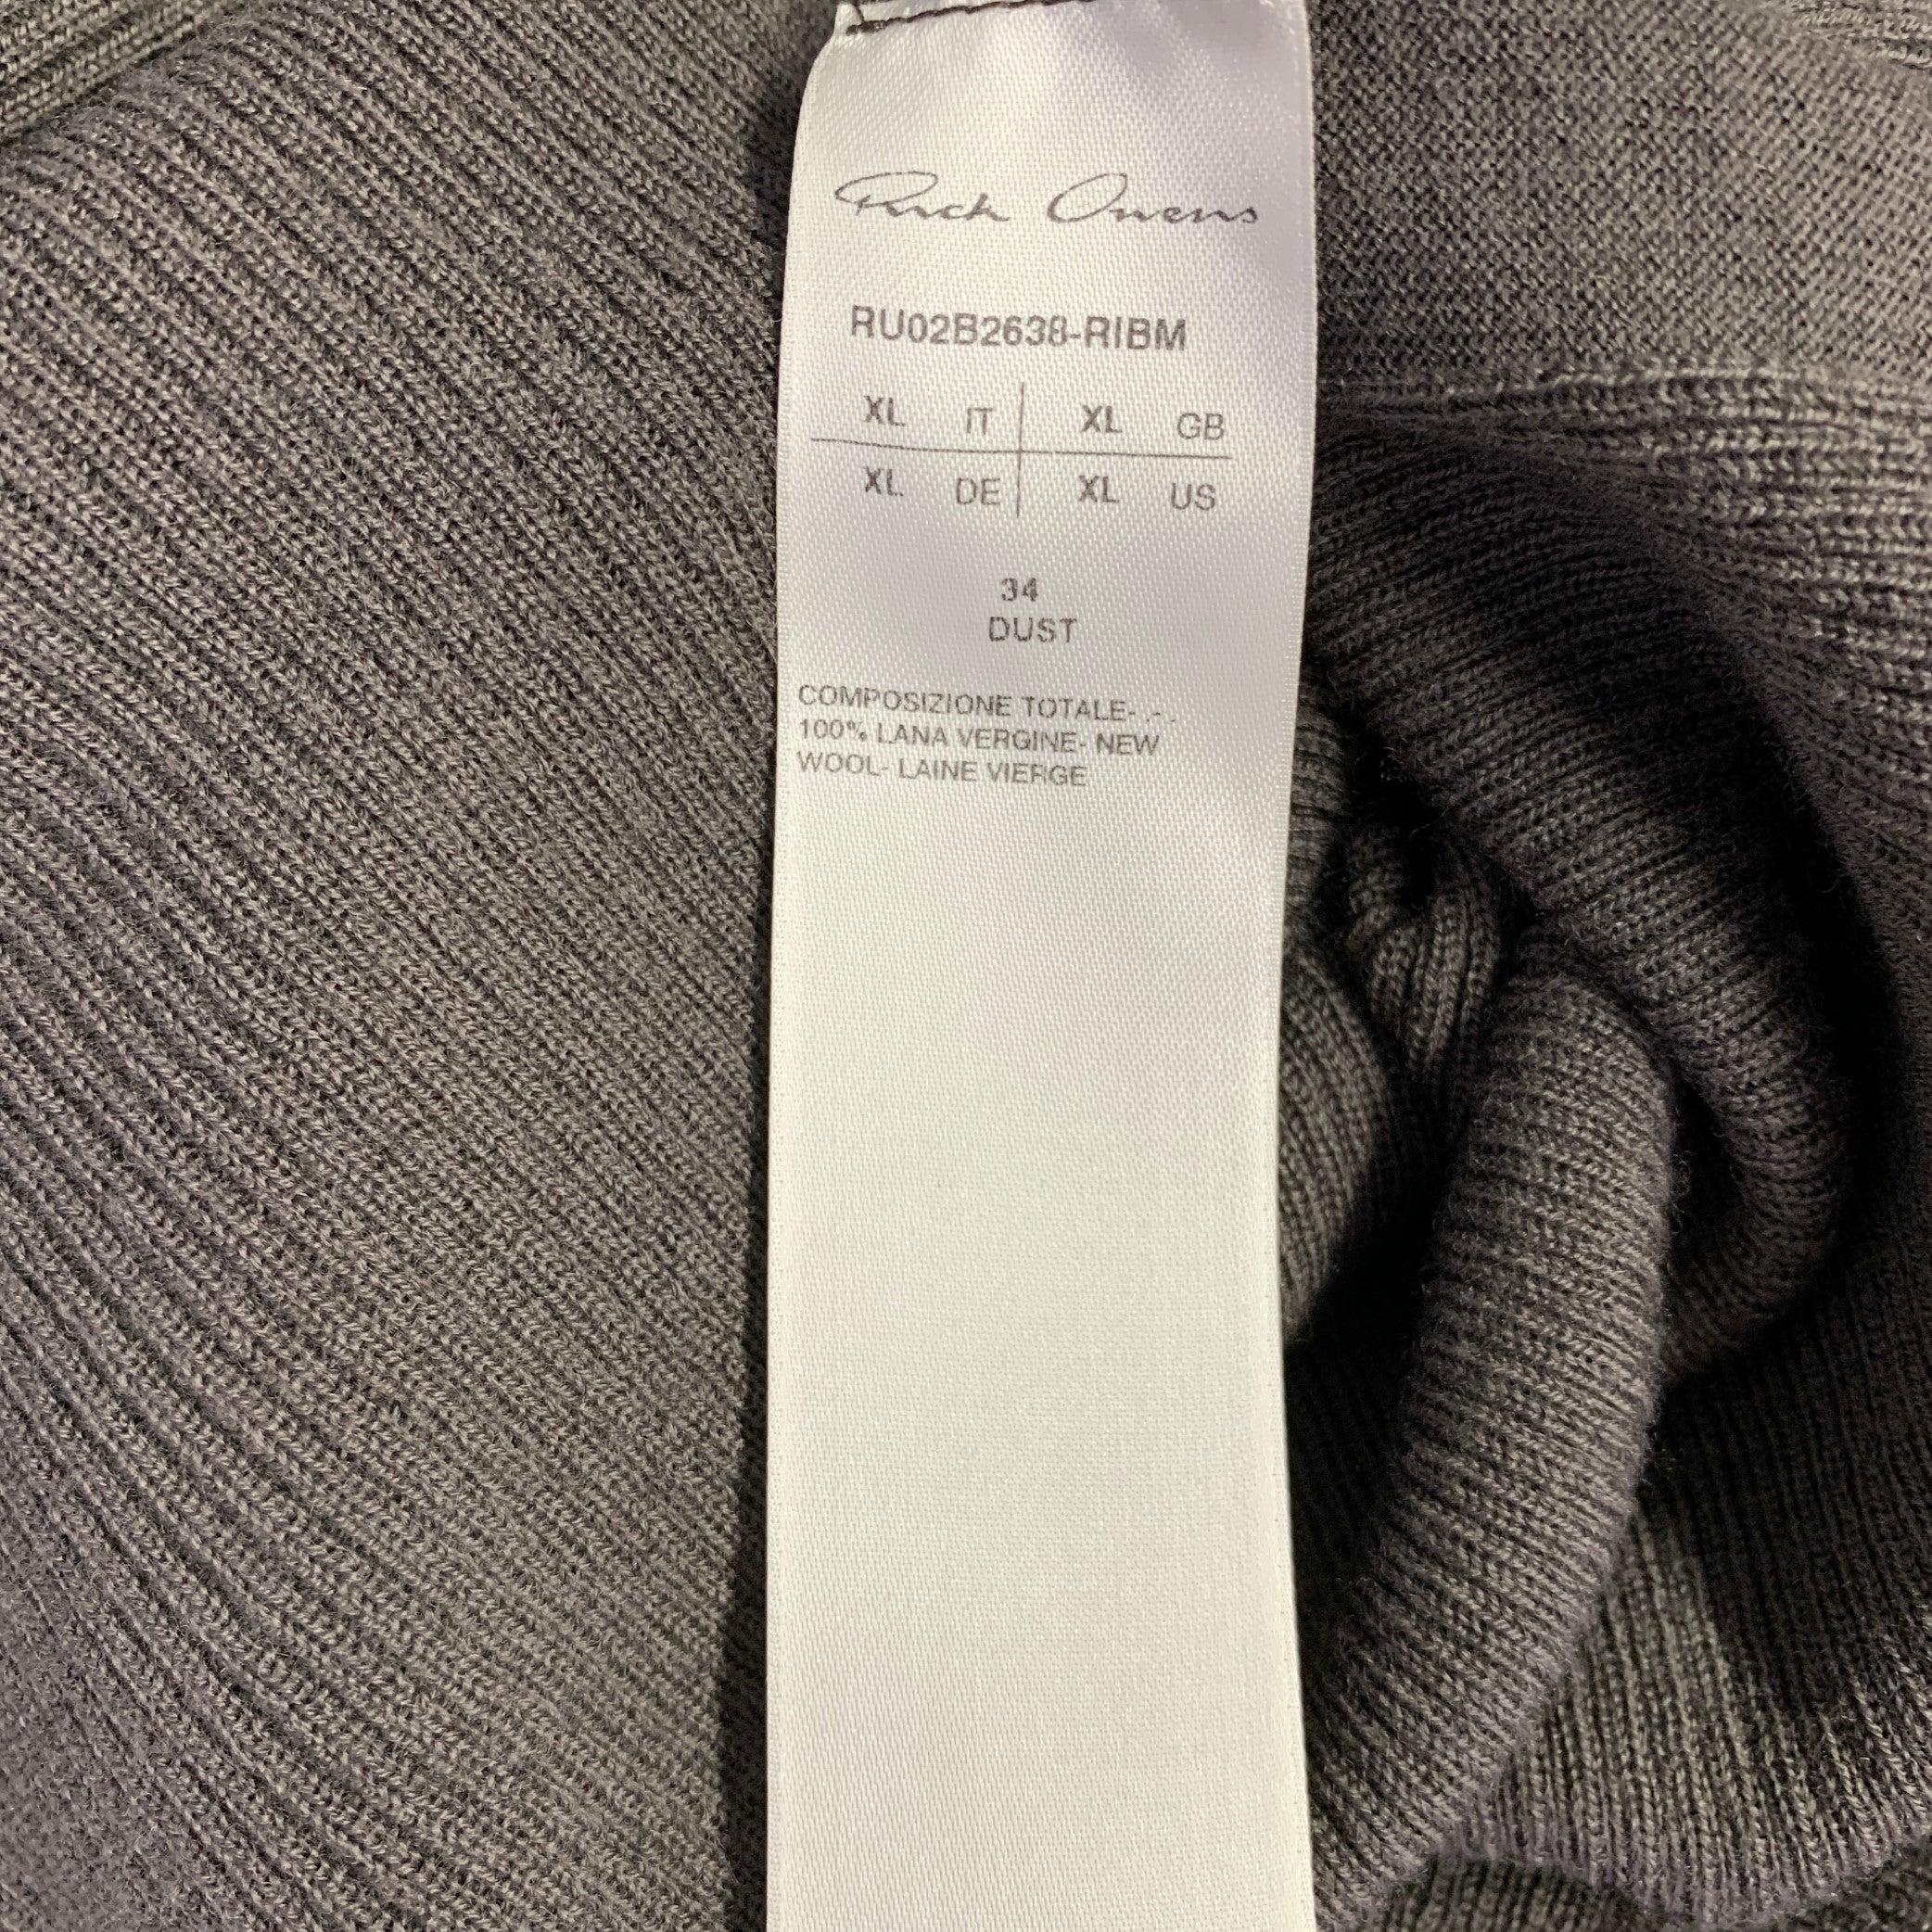 Rick Owens
RU02B2638-RIBM
XL IT XL GB
XL DE XL US
34
DUST
COMPOSIZIONE TOTALE- .- .
100% LANA VERGINE- NEW
WOOL- LAINE VIERGE